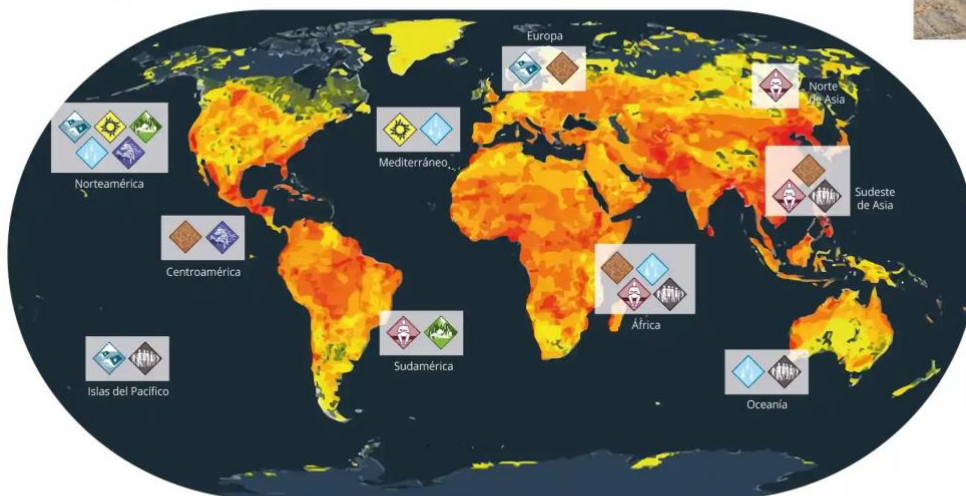 Europa
Norte
de Asia
Norteamérica
Mediterráneo
Sudeste
de Asia
Centroamérica
África
Sudamérica
Islas del Pacífico
Oceanía